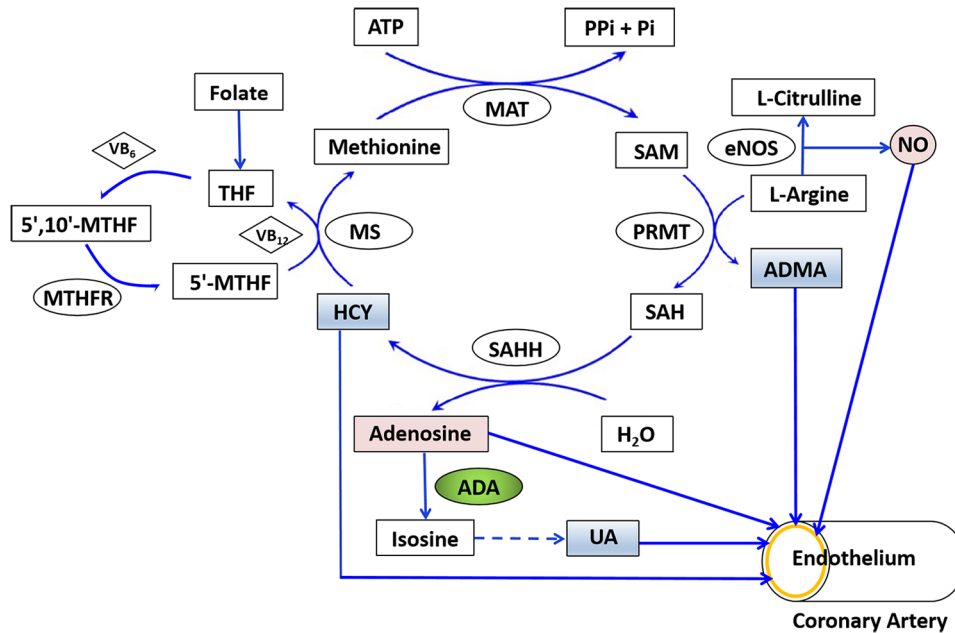 ATP
PPi + Pi
Folate
MAT
L-Citrulline
VB6
Methionine
SAM
eNOS
NO
THF
L-Argine
5',10'-MTHF
VB12
MS
PRMT
5'-MTHF
ADMA
MTHFR
HCY
SAH
SAHH
Adenosine
H2O
ADA
Isosine
UA
Endothelium
Coronary Artery